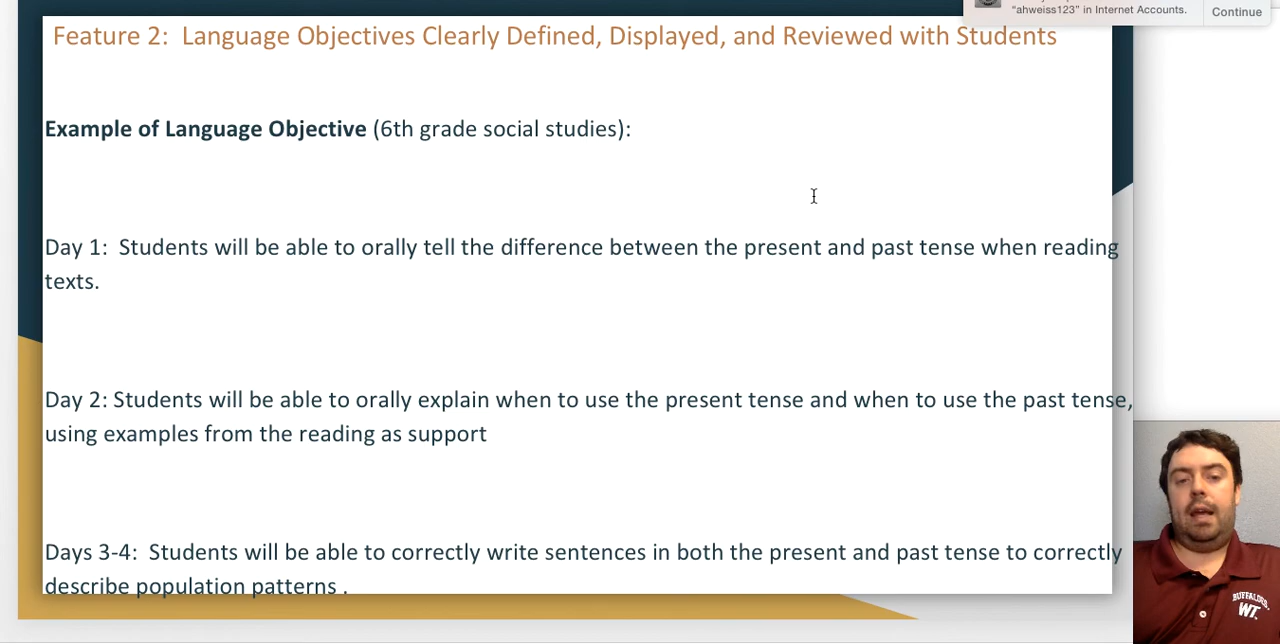 "ahweiss123" in Internet Accounts.
Continue
Feature 2: Language Objectives Clearly Defined, Displayed, and Reviewed with Students
Example of Language Objective (6th grade social studies):
Day 1: Students will be able to orally tell the difference between the present and past tense when reading
texts.
Day 2: Students will be able to orally explain when to use the present tense and when to use the past tense,
using examples from the reading as support
Days 3-4: Students will be able to correctly write sentences in both the present and past tense to correctly
describe population patterns .
BUFFALOES
WT